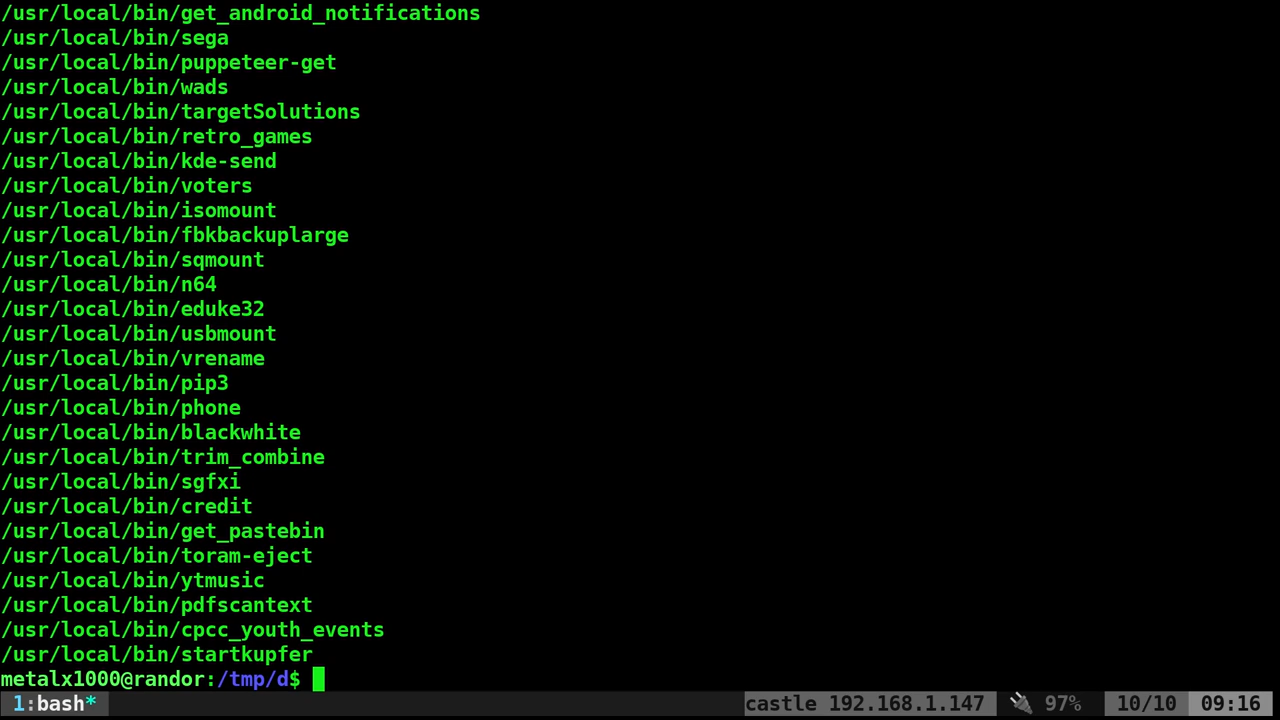 /usr/local/bin/get_android_notifications
/usr/local/bin/sega
/usr/local/bin/puppeteer-get
/usr/local/bin/wads
/usr/local/bin/targetSolutions
/usr/local/bin/retro_games
/usr/local/bin/kde-send
/usr/local/bin/voters
/usr/local/bin/isomount
/usr/local/bin/fbkbackuplarge
/usr/local/bin/sqmount
/usr/local/bin/n64
/usr/local/bin/eduke32
/usr/local/bin/usbmount
/usr/local/bin/vrename
/usr/local/bin/pip3
/usr/local/bin/phone
/usr/local/bin/blackwhite
/usr/local/bin/trim_combine
/usr/local/bin/sgfxi
/usr/local/bin/credit
/usr/local/bin/get_pastebin
/usr/local/bin/toram-eject
/usr/local/bin/ytmusic
/usr/local/bin/pdfscantext
/usr/local/bin/cpcc_youth_events
/usr/local/bin/startkupfer
metalx1000@randor:/tmp/d$
1:bash* castle 192.168.1.147 97% 10/10 09:16